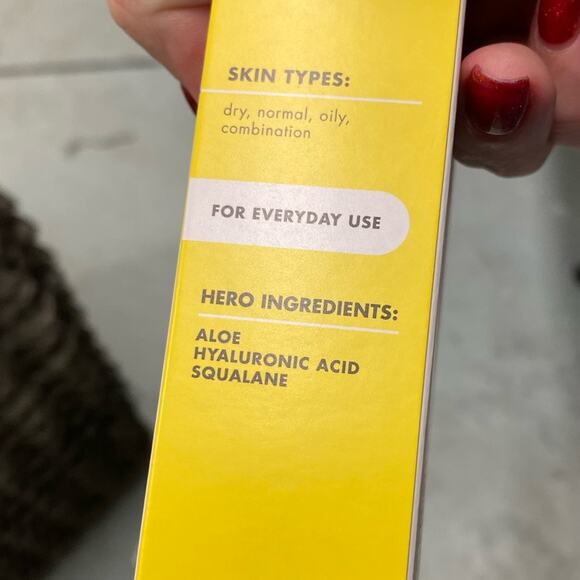 SKIN TYPES:
dry, normal, oily,
combination
FOR EVERYDAY USE
HERO INGREDIENTS:
ALOE
HYALURONIC ACID
SQUALANE